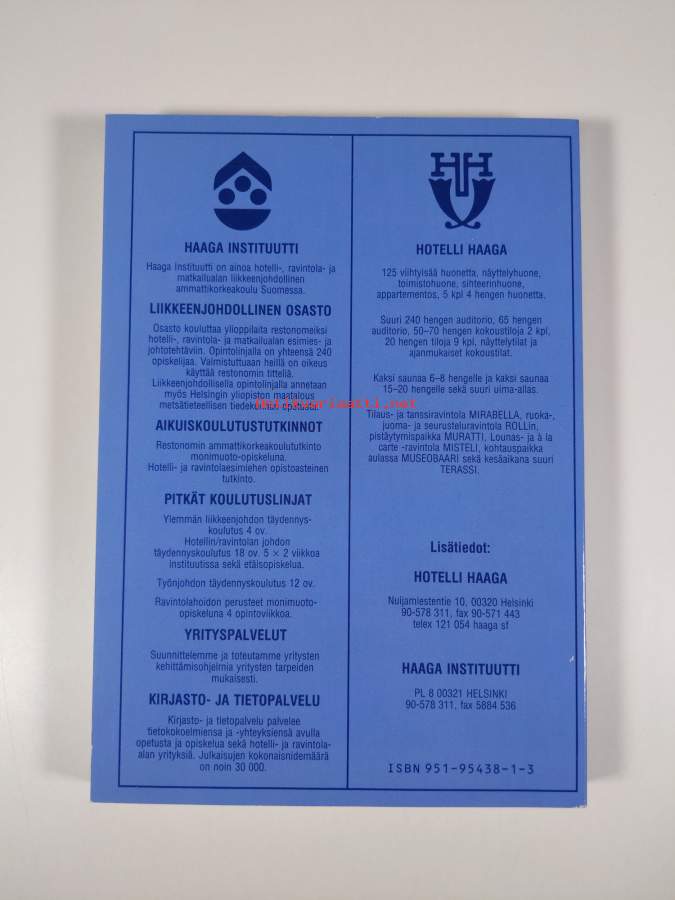 HAAGA INSTITUUTTI
Haaga Instituutti on ainoa hotelli-, ravintola- ja
matkailualan liikkeenjohdollinen
ammattikorkeakoulu Suomessa.
LIIKKEENJOHDOLLINEN OSASTO
Osasto kouluttaa ylioppilaita restonomeiksi
hotelli-, ravintola- ja matkailualan esimies- ja
johtotehtäviin. Opintolinjalla on yhteensä 240
opiskelijaa. Valmistuttuaan heillä on oikeus
käyttää restonomin titteliä.
Liikkeenjohdollisella opintolinjalla annetaan
myös Helsingin yliopiston maatalous
metsätieteellisen tiedekunnan opetusta.
AIKUISKOULUTUSTUTKINNOT
Restonomin ammattikorkeakoulututkinto
monimuoto-opiskeluna.
Hotelli- ja ravintolaesimiehen opistoasteinen
tutkinto.
PITKÄT KOULUTUSLINJAT
Ylemmän liikkeenjohdon täydennys-
koulutus 4 ov.
Hotellin/ravintolan johdon
täydennyskoulutus 18 ov. 5 × 2 viikkoa
instituutissa sekä etäisopiskelua.
Työnjohdon täydennyskoulutus 12 ov.
Ravintolahoidon perusteet monimuoto-
opiskeluna 4 opintoviikkoa.
YRITYSPALVELUT
Suunnittelemme ja toteutamme yritysten
kehittämisohjelmia yritysten tarpeiden
mukaisesti.
KIRJASTO- JA TIETOPALVELU
Kirjasto- ja tietopalvelu palvelee
tietokokoelmiensa ja -yhteyksiensä avulla
opetusta ja opiskelua sekä hotelli- ja ravintola-
alan yrityksiä. Julkaisujen kokonaisnidemäärä
on noin 30 000.
HH
HOTELLI HAAGA
125 viihtyisää huonetta, näyttelyhuone,
toimistohuone, sihteerinhuone,
appartementos, 5 kpl 4 hengen huonetta.
Suuri 240 hengen auditorio, 65 hengen
auditorio, 50–70 hengen kokoustiloja 2 kpl,
20 hengen tiloja 9 kpl, näyttelytilat ja
ajanmukaiset kokoustilat.
Kaksi saunaa 6–8 hengelle ja kaksi saunaa
15–20 hengelle sekä suuri uima-allas.
Tilaus- ja tanssiravintola MIRABELLA, ruoka-,
juoma- ja seurusteluravintola ROLLin,
pistäytymispaikka MURATTI, Lounas- ja à la
carte -ravintola MISTELI, kohtauspaikka
aulassa MUSEOBAARI sekä kesäaikana suuri
TERASSI.
Lisätiedot:
HOTELLI HAAGA
Nuijamiestentie 10, 00320 Helsinki
90-578 311, fax 90-571 443
telex 121 054 haaga sf
HAAGA INSTITUUTTI
PL 8 00321 HELSINKI
90-578 311, fax 5884 536
ISBN 951-95438-1-3